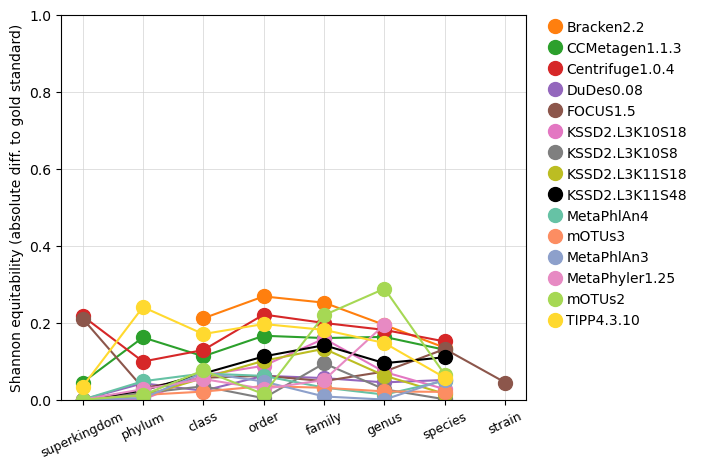 Shannon equitability (absolute diff. to gold standard)
1.0
0.8
0.6
0.4
0.2
0.0
superkingdom
phylum
class
order
family
genus
species
strain
Bracken2.2
CCMetagen1.1.3
Centrifuge1.0.4
DuDes0.08
FOCUS1.5
KSSD2.L3K10S18
KSSD2.L3K10S8
KSSD2.L3K11S18
KSSD2.L3K11S48
MetaPhlAn4
mOTUs3
MetaPhlAn3
MetaPhyler1.25
mOTUs2
TIPP4.3.10